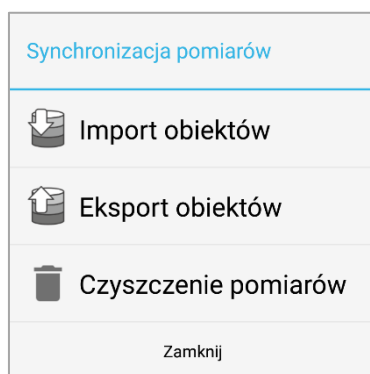 Synchronizacja pomiarów
Import obiektów
Eksport obiektów
Czyszczenie pomiarów
Zamknij